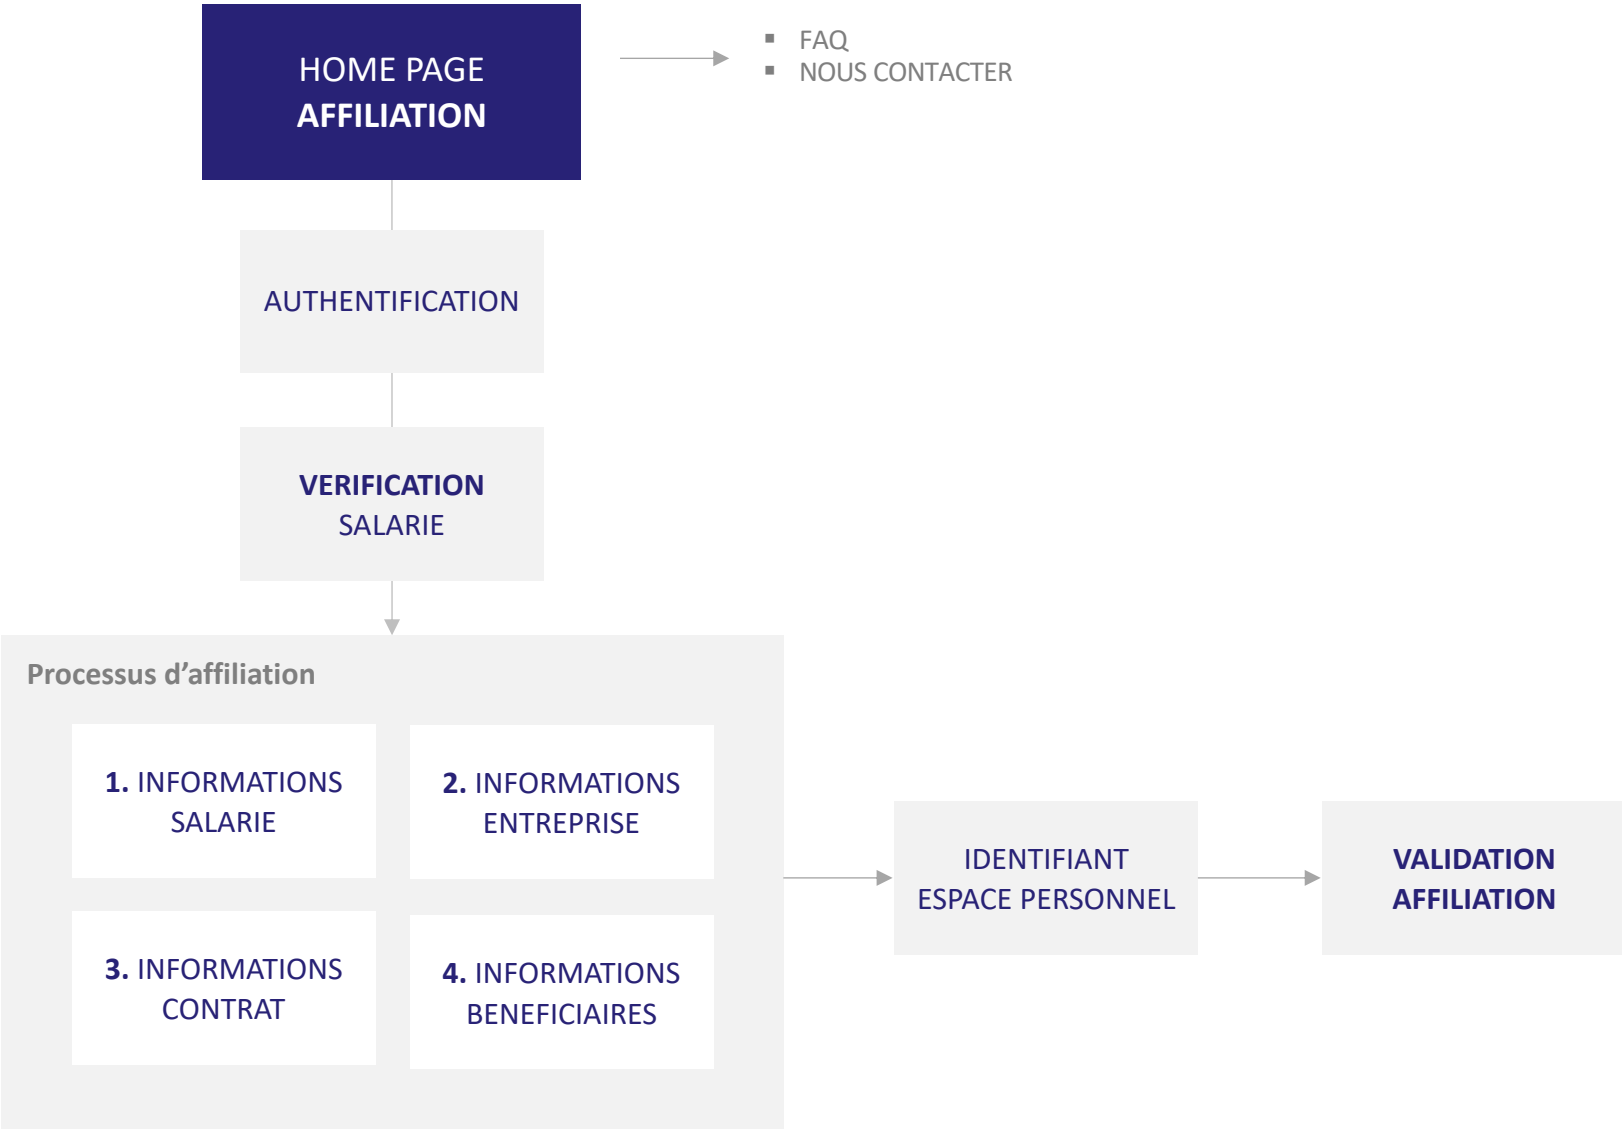 HOME PAGE
AFFILIATION
▪ FAQ
▪ NOUS CONTACTER
AUTHENTIFICATION
VERIFICATION
SALARIE
Processus d’affiliation
1. INFORMATIONS
SALARIE
2. INFORMATIONS
ENTREPRISE
3. INFORMATIONS
CONTRAT
4. INFORMATIONS
BENEFICIAIRES
IDENTIFIANT
ESPACE PERSONNEL
VALIDATION
AFFILIATION